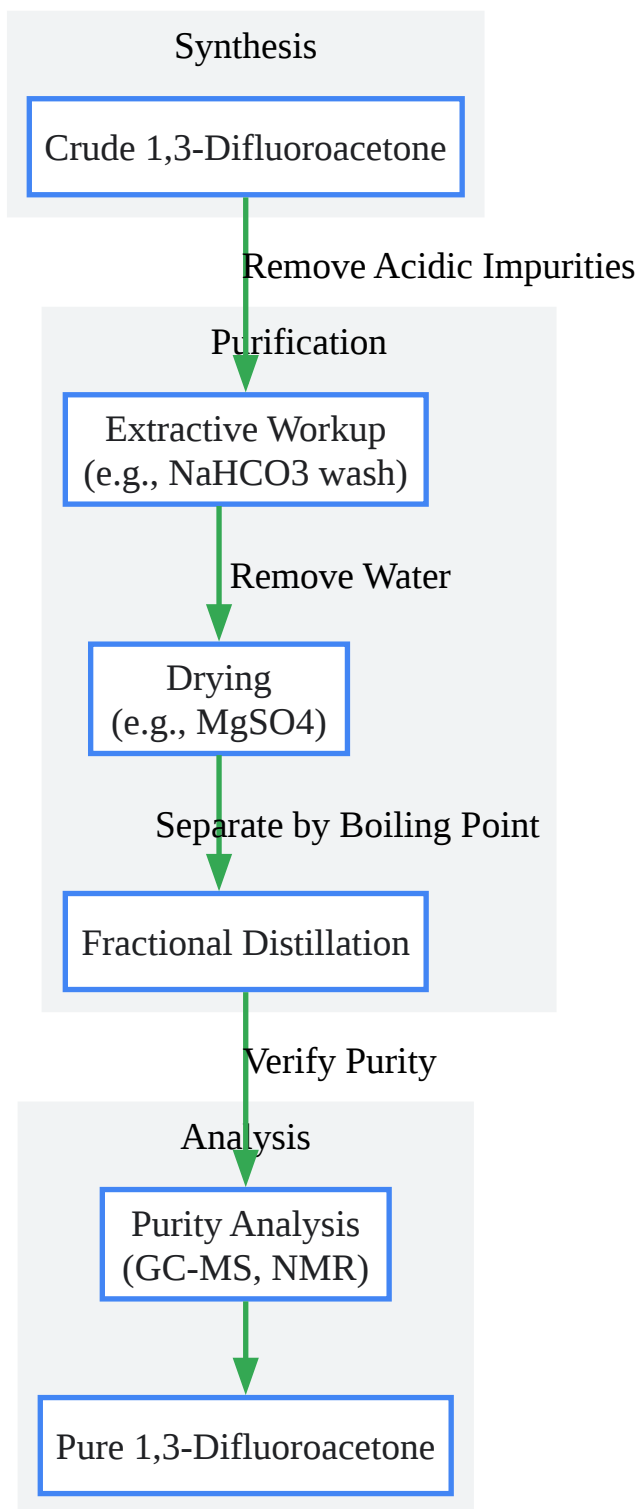 Synthesis
Crude 1,3-Difluoroacetone
Remove Acidic Impurities
Purification
Extractive Workup
(e.g., NaHCO3 wash)
Remove Water
Drying
(e.g., MgSO4)
Separate by Boiling Point
Fractional Distillation
Verify Purity
Analysis
Purity Analysis
(GC-MS, NMR)
Pure 1,3-Difluoroacetone